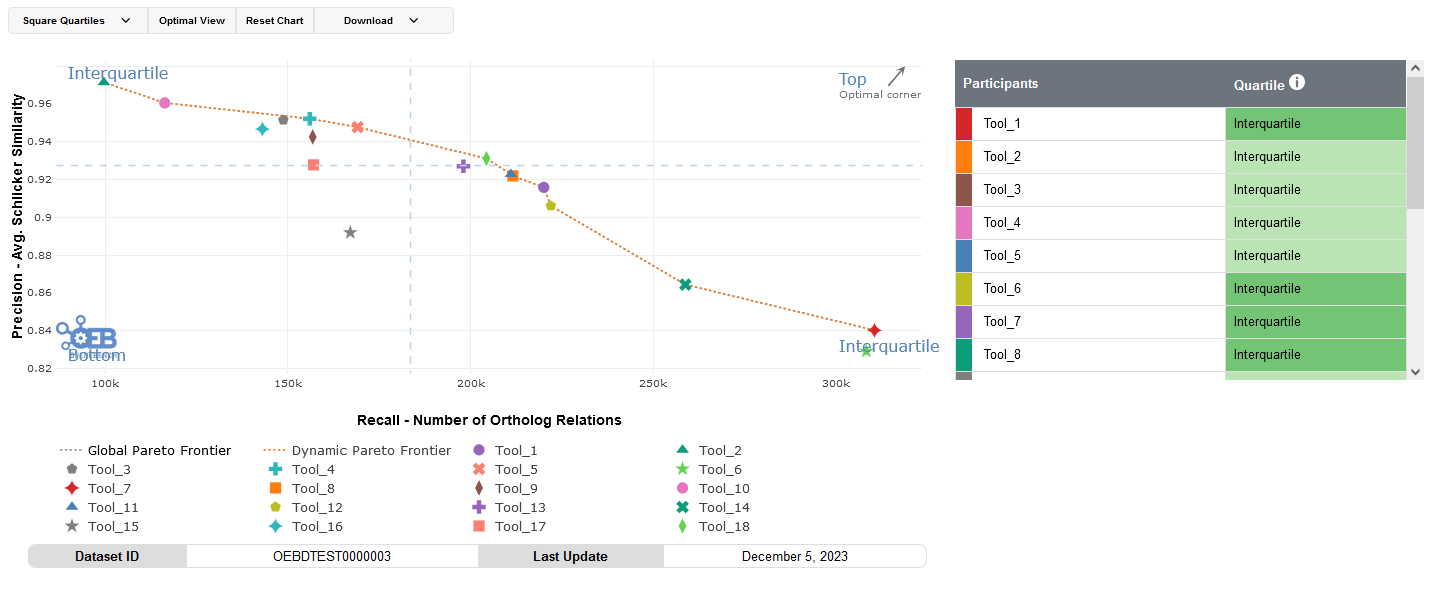 Square Quartiles
Optimal View
Reset Chart
Download
Interquartile
Top
Optimal corner
Precision - Avg. Schlicker Similarity
0.96
0.94
0.92
0.9
0.88
0.86
0.84
0.82
EB
Bottom
Interquartile
100k
150k
200k
250k
300k
Recall - Number of Ortholog Relations
Global Pareto Frontier
Dynamic Pareto Frontier
Tool_1
Tool_2
Tool_3
Tool_4
Tool_5
Tool_6
Tool_7
Tool_8
Tool_9
Tool_10
Tool_11
Tool_12
Tool_13
Tool_14
Tool_15
Tool_16
Tool_17
Tool_18
Dataset ID
OEBDTEST0000003
Last Update
December 5, 2023
Participants
Quartile
Tool_1
Interquartile
Tool_2
Interquartile
Tool_3
Interquartile
Tool_4
Interquartile
Tool_5
Interquartile
Tool_6
Interquartile
Tool_7
Interquartile
Tool_8
Interquartile